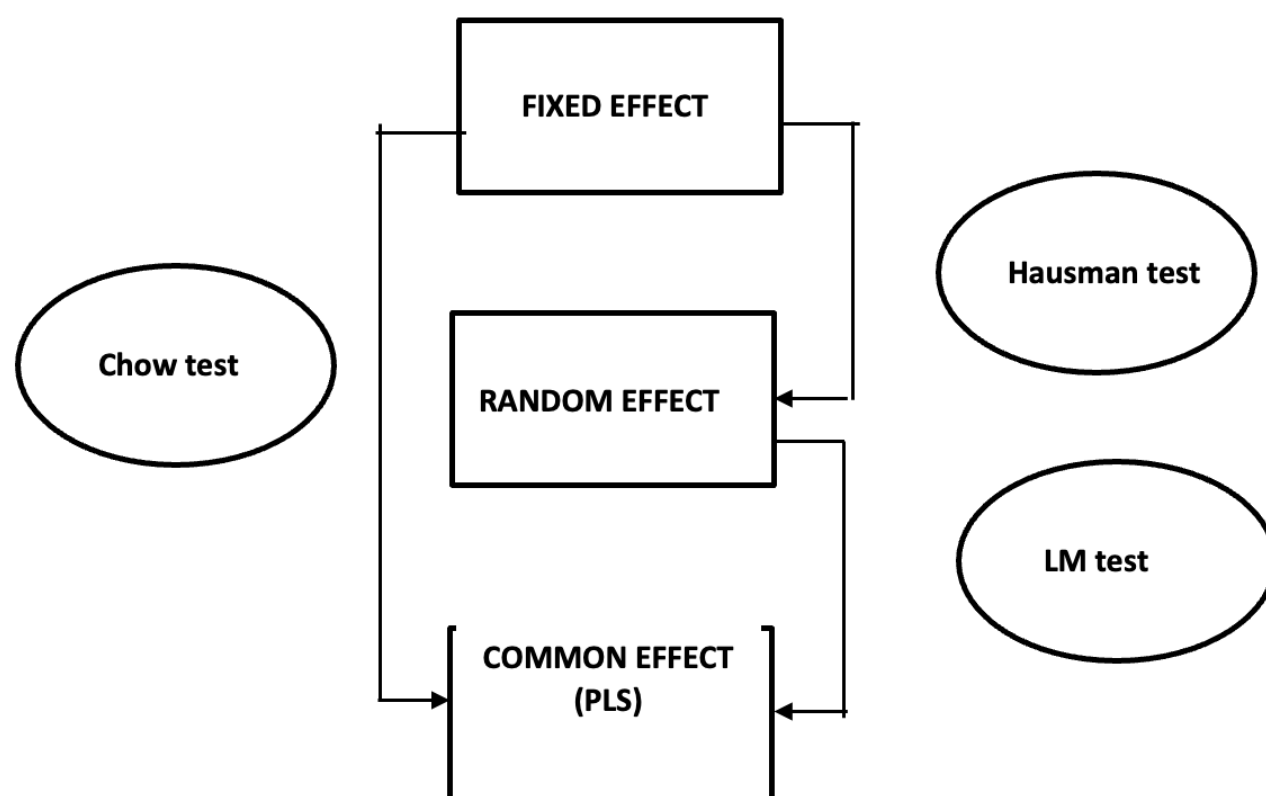 FIXED EFFECT
Hausman test
Chow test
RANDOM EFFECT
LM test
COMMON EFFECT
(PLS)